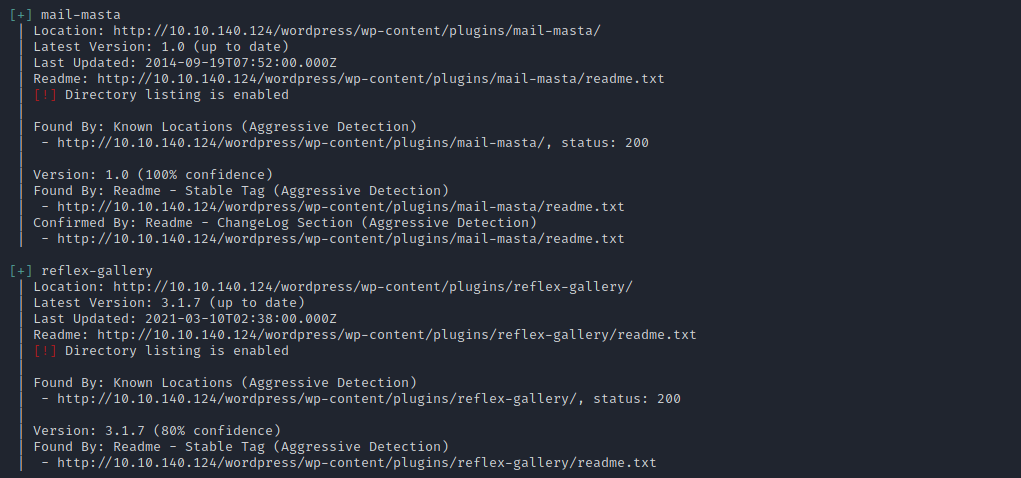 [+] mail-masta
| Location: http://10.10.140.124/wordpress/wp-content/plugins/mail-masta/
| Latest Version: 1.0 (up to date)
| Last Updated: 2014-09-19T07:52:00.000Z
| Readme: http://10.10.140.124/wordpress/wp-content/plugins/mail-masta/readme.txt
| [!] Directory listing is enabled
|
| Found By: Known Locations (Aggressive Detection)
|  - http://10.10.140.124/wordpress/wp-content/plugins/mail-masta/, status: 200
|
| Version: 1.0 (100% confidence)
| Found By: Readme - Stable Tag (Aggressive Detection)
|  - http://10.10.140.124/wordpress/wp-content/plugins/mail-masta/readme.txt
| Confirmed By: Readme - ChangeLog Section (Aggressive Detection)
|  - http://10.10.140.124/wordpress/wp-content/plugins/mail-masta/readme.txt
[+] reflex-gallery
| Location: http://10.10.140.124/wordpress/wp-content/plugins/reflex-gallery/
| Latest Version: 3.1.7 (up to date)
| Last Updated: 2021-03-10T02:38:00.000Z
| Readme: http://10.10.140.124/wordpress/wp-content/plugins/reflex-gallery/readme.txt
| [!] Directory listing is enabled
|
| Found By: Known Locations (Aggressive Detection)
|  - http://10.10.140.124/wordpress/wp-content/plugins/reflex-gallery/, status: 200
|
| Version: 3.1.7 (80% confidence)
| Found By: Readme - Stable Tag (Aggressive Detection)
|  - http://10.10.140.124/wordpress/wp-content/plugins/reflex-gallery/readme.txt